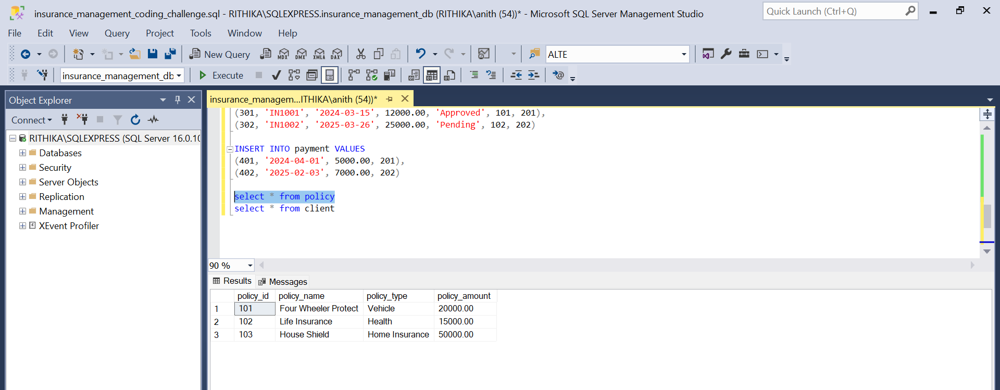 insurance_management_coding_challenge.sql - RITHIKA\SQLEXPRESS.insurance_management_db (RITHIKA\anith (54))* - Microsoft SQL Server Management Studio
Quick Launch (Ctrl+Q)
File Edit View Query Project Tools Window Help
New Query MDX DMX XMLA DAX ALTE
insurance_management_db Execute
Object Explorer
insurance_managem...ITHIKA\anith (54))*
Connect
RITHIKA\SQLEXPRESS (SQL Server 16.0.10
Databases
Security
Server Objects
Replication
Management
XEvent Profiler
(301, 'IN1001', '2024-03-15', 12000.00, 'Approved', 101, 201),
(302, 'IN1002', '2025-03-26', 25000.00, 'Pending', 102, 202)
INSERT INTO payment VALUES
(401, '2024-04-01', 5000.00, 201),
(402, '2025-02-03', 7000.00, 202)
select * from policy
select * from client
90 %
Results Messages
policy_id policy_name policy_type policy_amount
1 101 Four Wheeler Protect Vehicle 20000.00
2 102 Life Insurance Health 15000.00
3 103 House Shield Home Insurance 50000.00